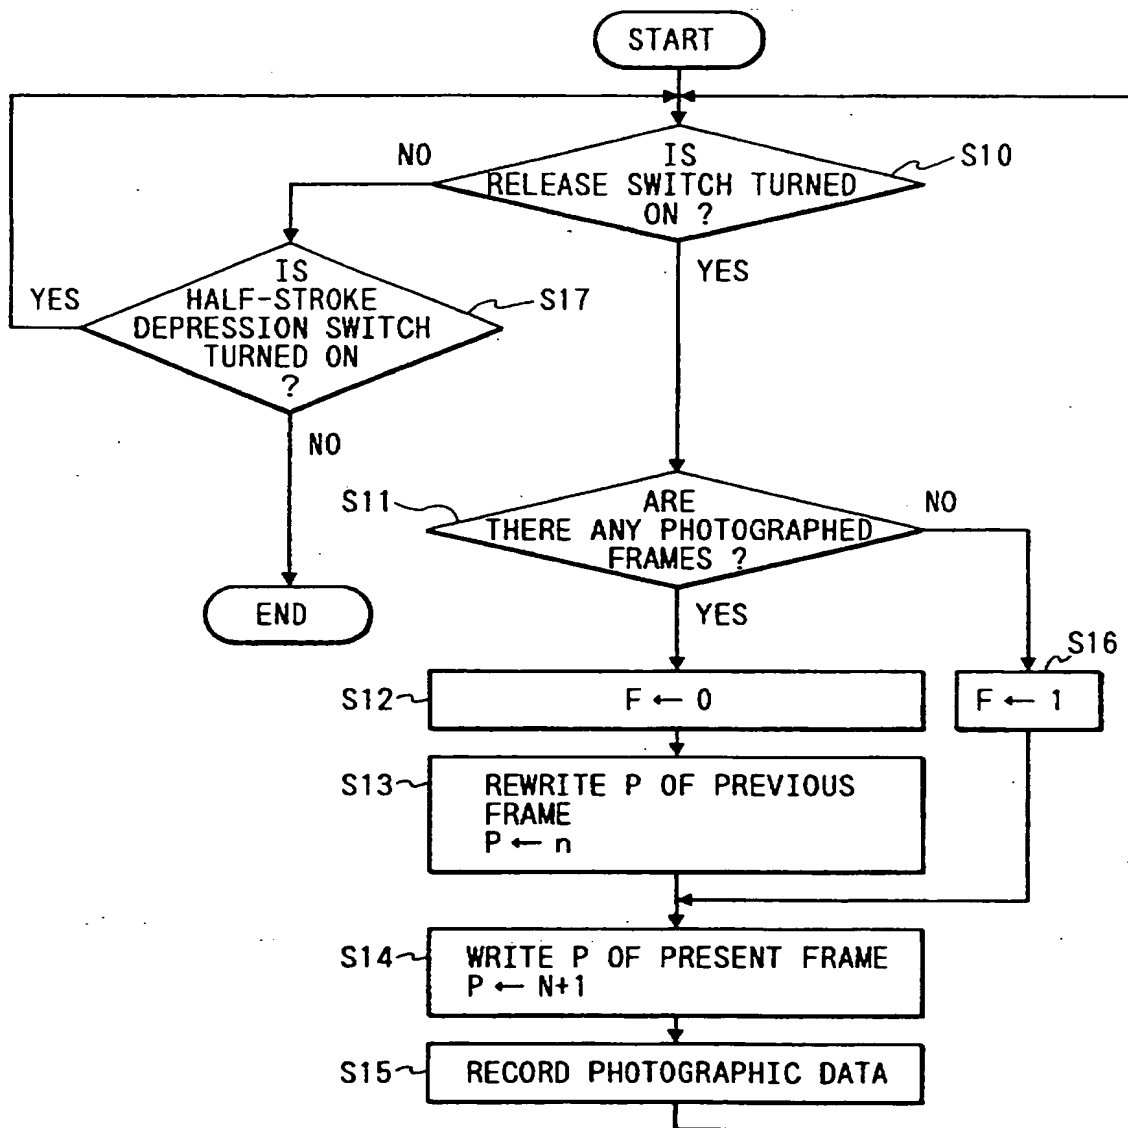 START
IS
RELEASE SWITCH TURNED
ON ?
S10
NO
YES
IS
HALF-STROKE
DEPRESSION SWITCH
TURNED ON
?
S17
YES
NO
END
S11
ARE
THERE ANY PHOTOGRAPHED
FRAMES ?
NO
YES
S12
F ← 0
S16
F ← 1
S13
REWRITE P OF PREVIOUS
FRAME
P ← n
S14
WRITE P OF PRESENT FRAME
P ← N+1
S15
RECORD PHOTOGRAPHIC DATA